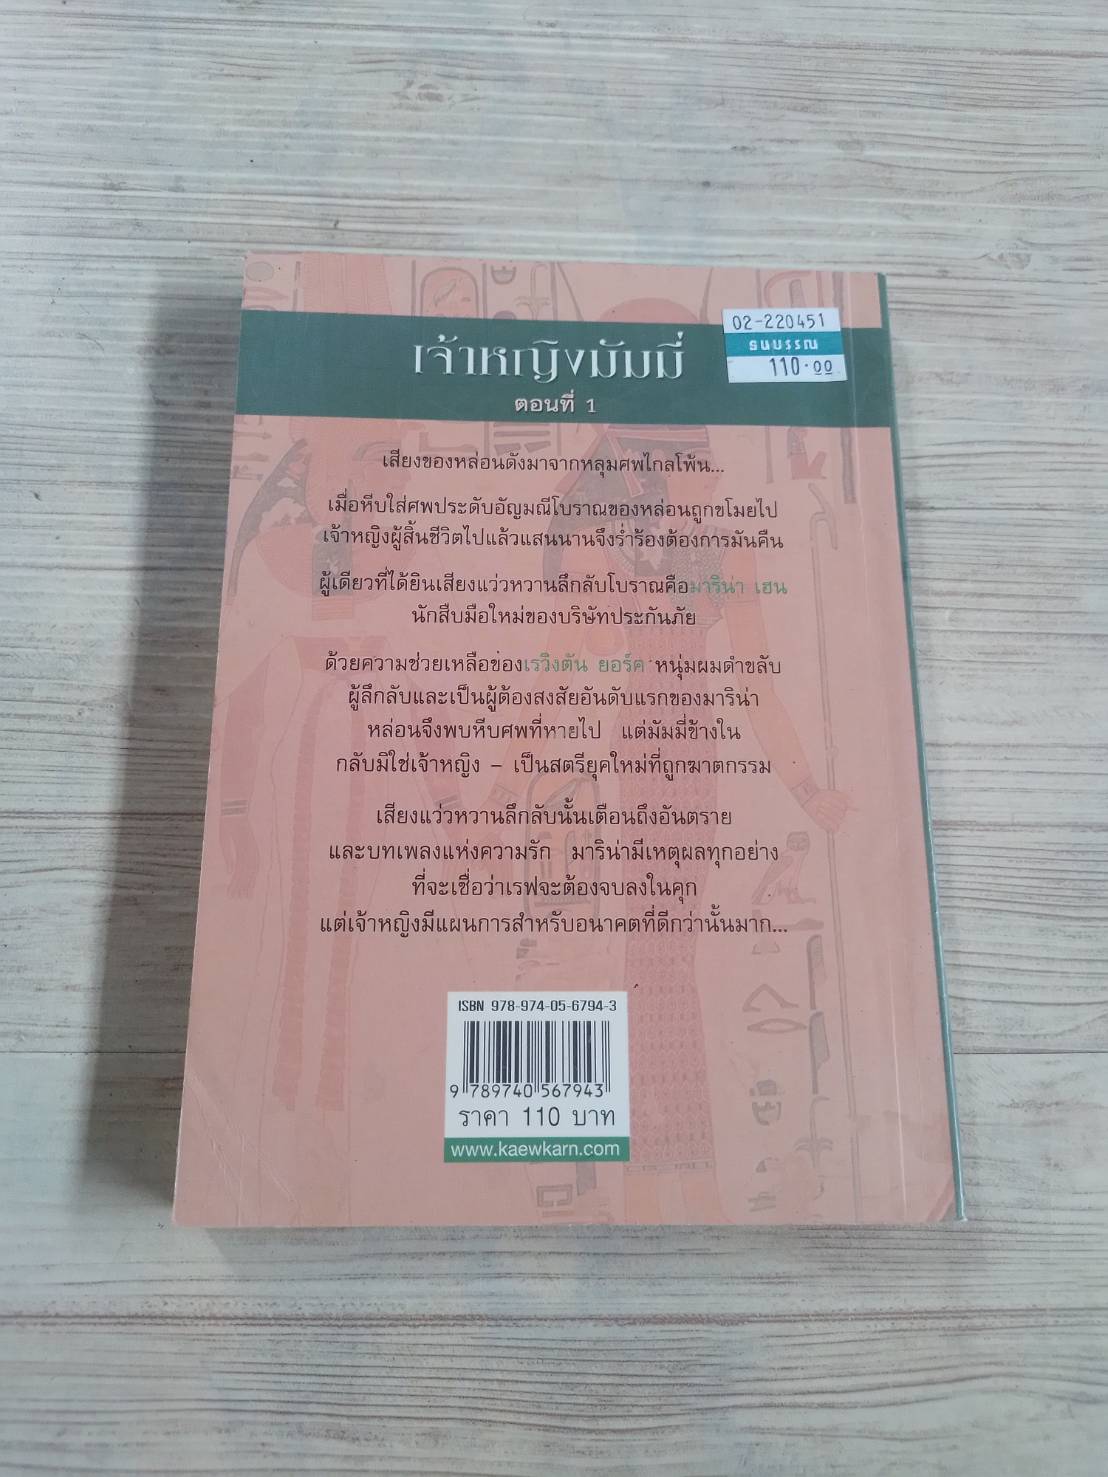 02-220451
ธนบรรณ
110.00
เจ้าหญิงมัมมี่
ตอนที่ 1
เสียงของหล่อนดังมาจากหลุมศพไกลโพ้น...
เมื่อหีบใส่ศพประดับอัญมณีโบราณของหล่อนถูกขโมยไป
เจ้าหญิงผู้สิ้นชีวิตไปแล้วแสนนานจึงร่ำร้องต้องการมันคืน
ผู้เดียวที่ได้ยินเสียงแว่วหวานลึกลับโบราณคือมาริน่า เฮน
นักสืบมือใหม่ของบริษัทประกันภัย
ด้วยความช่วยเหลือของเรวิงตัน ยอร์ค หนุ่มผมดำขลับ
ผู้ลึกลับและเป็นผู้ต้องสงสัยอันดับแรกของมาริน่า
หล่อนจึงพบหีบศพที่หายไป แต่มัมมี่ข้างใน
กลับมิใช่เจ้าหญิง – เป็นสตรียุคใหม่ที่ถูกฆาตกรรม
เสียงแว่วหวานลึกลับนั้นเตือนถึงอันตราย
และบทเพลงแห่งความรัก มาริน่ามีเหตุผลทุกอย่าง
ที่จะเชื่อว่าเรฟจะต้องจบลงในคุก
แต่เจ้าหญิงมีแผนการสำหรับอนาคตที่ดีกว่านั้นมาก...
ISBN 978-974-05-6794-3
9 789740 567943
ราคา 110 บาท
www.kaewkarn.com